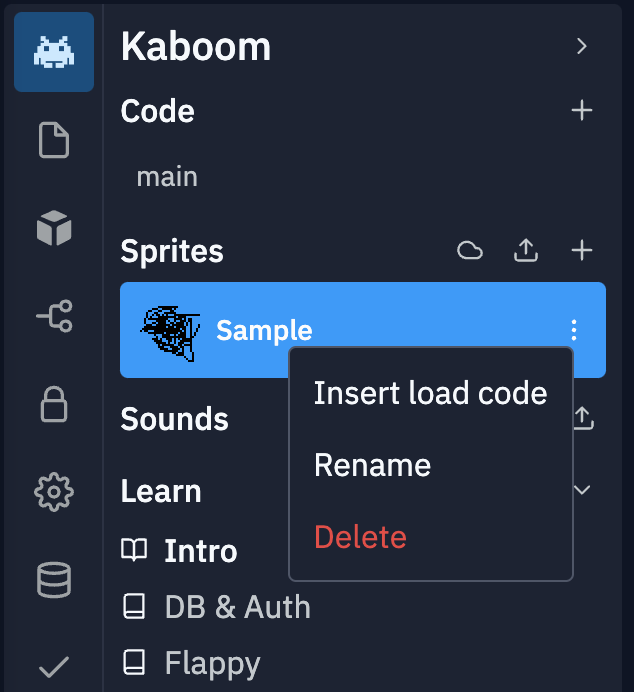 Kaboom
Code
main
Sprites
Sample
Insert load code
Rename
Delete
Sounds
Learn
Intro
DB & Auth
Flappy